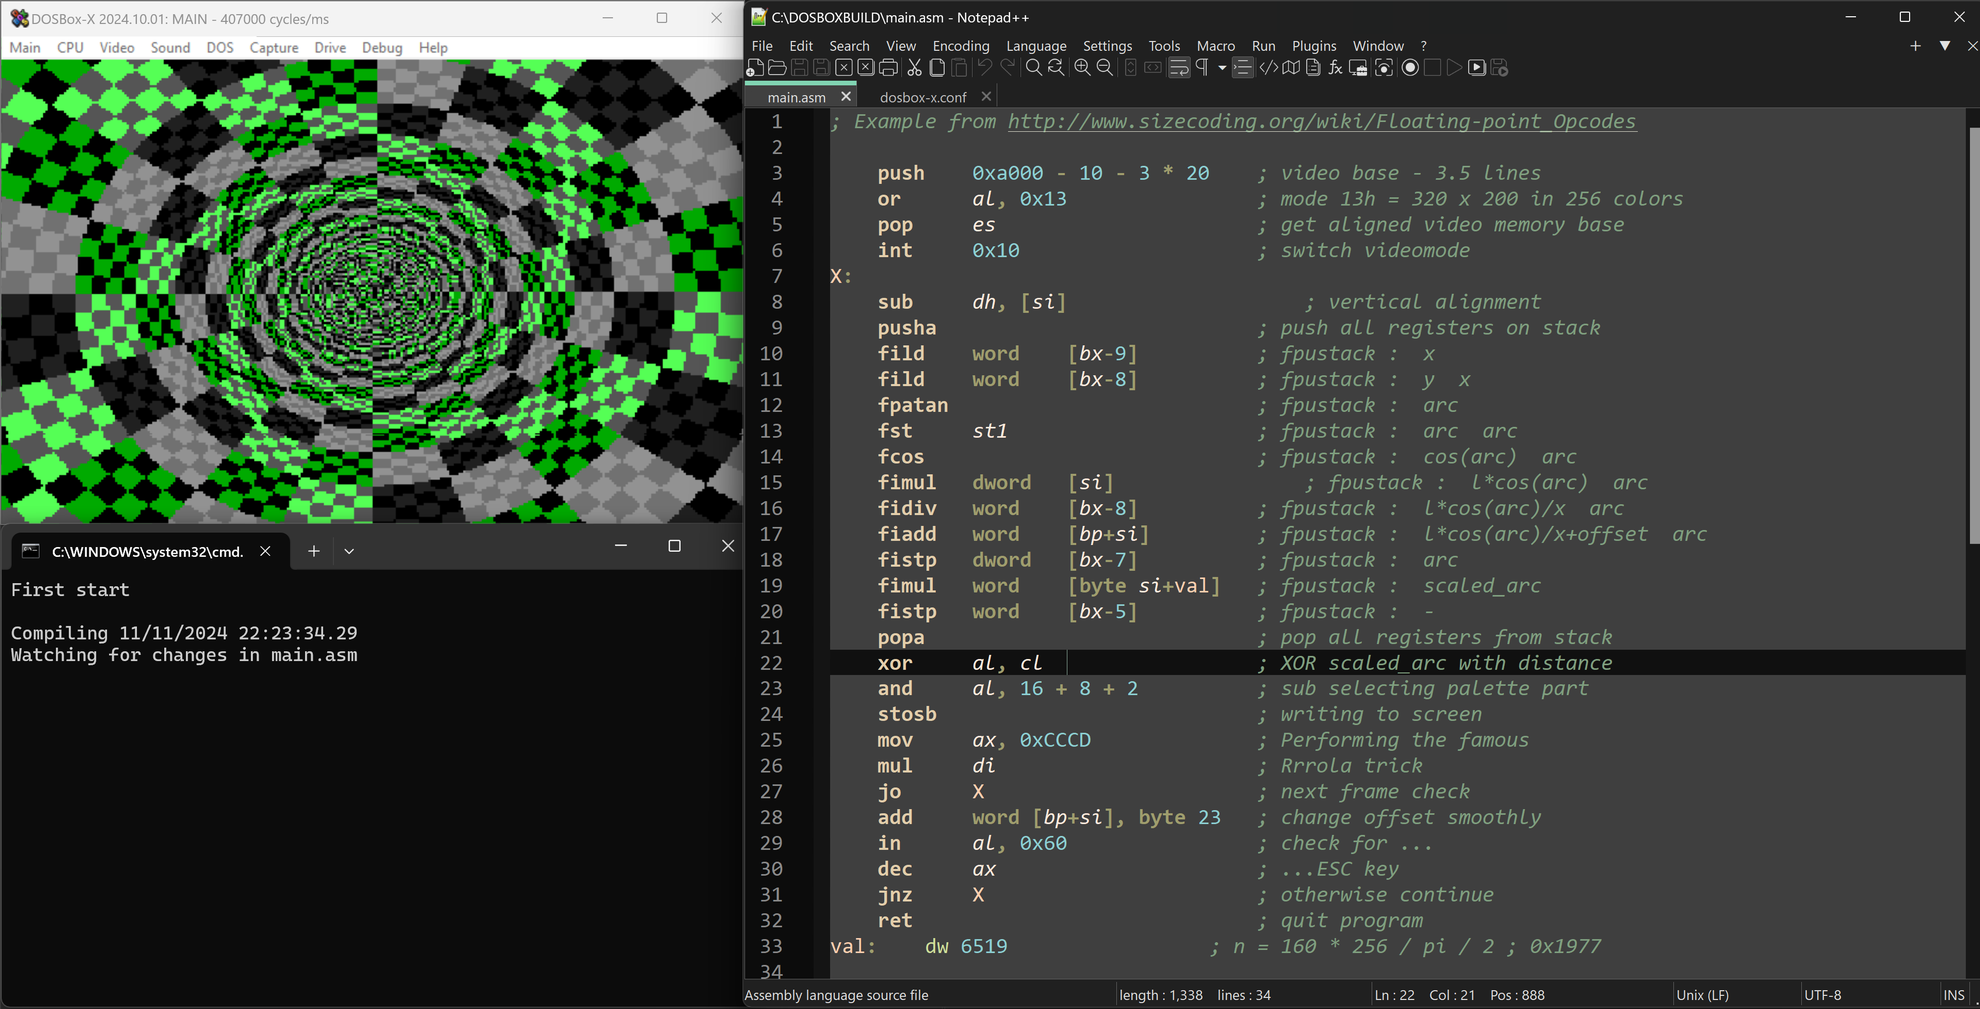 DOSBox-X 2024.10.01: MAIN - 407000 cycles/ms
Main CPU Video Sound DOS Capture Drive Debug Help
C:\WINDOWS\system32\cmd.
First start
Compiling 11/11/2024 22:23:34.29
Watching for changes in main.asm
C:\DOSBOXBUILD\main.asm - Notepad++
File Edit Search View Encoding Language Settings Tools Macro Run Plugins Window ?
main.asm dosbox-x.conf
1 ; Example from http://www.sizecoding.org/wiki/Floating-point_Opcodes
2
3 push 0xa000 - 10 - 3 * 20 ; video base - 3.5 lines
4 or al, 0x13 ; mode 13h = 320 x 200 in 256 colors
5 pop es ; get aligned video memory base
6 int 0x10 ; switch videomode
7 X:
8 sub dh, [si] ; vertical alignment
9 pusha ; push all registers on stack
10 fild word [bx-9] ; fpustack : x
11 fild word [bx-8] ; fpustack : y x
12 fpatan ; fpustack : arc
13 fst st1 ; fpustack : arc arc
14 fcos ; fpustack : cos(arc) arc
15 fimul dword [si] ; fpustack : l*cos(arc) arc
16 fidiv word [bx-8] ; fpustack : l*cos(arc)/x arc
17 fiadd word [bp+si] ; fpustack : l*cos(arc)/x+offset arc
18 fistp dword [bx-7] ; fpustack : arc
19 fimul word [byte si+val] ; fpustack : scaled_arc
20 fistp word [bx-5] ; fpustack : -
21 popa ; pop all registers from stack
22 xor al, cl ; XOR scaled_arc with distance
23 and al, 16 + 8 + 2 ; sub selecting palette part
24 stosb ; writing to screen
25 mov ax, 0xCCCD ; Performing the famous
26 mul di ; Rrrola trick
27 jo X ; next frame check
28 add word [bp+si], byte 23 ; change offset smoothly
29 in al, 0x60 ; check for ...
30 dec ax ; ...ESC key
31 jnz X ; otherwise continue
32 ret ; quit program
33 val: dw 6519 ; n = 160 * 256 / pi / 2 ; 0x1977
34
Assembly language source file length : 1,338 lines : 34 Ln : 22 Col : 21 Pos : 888 Unix (LF) UTF-8 INS